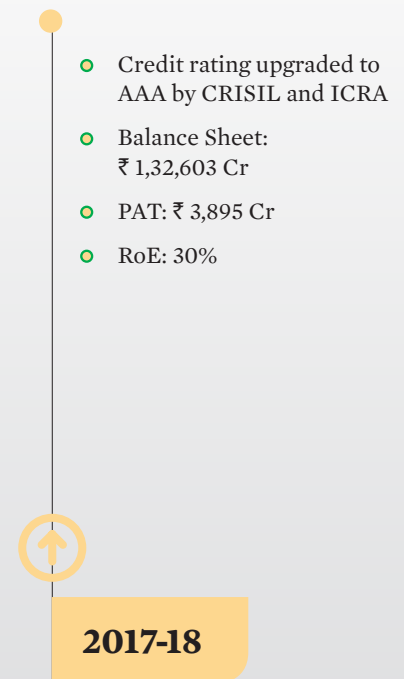 Credit rating upgraded to
AAA by CRISIL and ICRA
Balance Sheet:
₹ 1,32,603 Cr
PAT: ₹ 3,895 Cr
RoE: 30%
2017-18